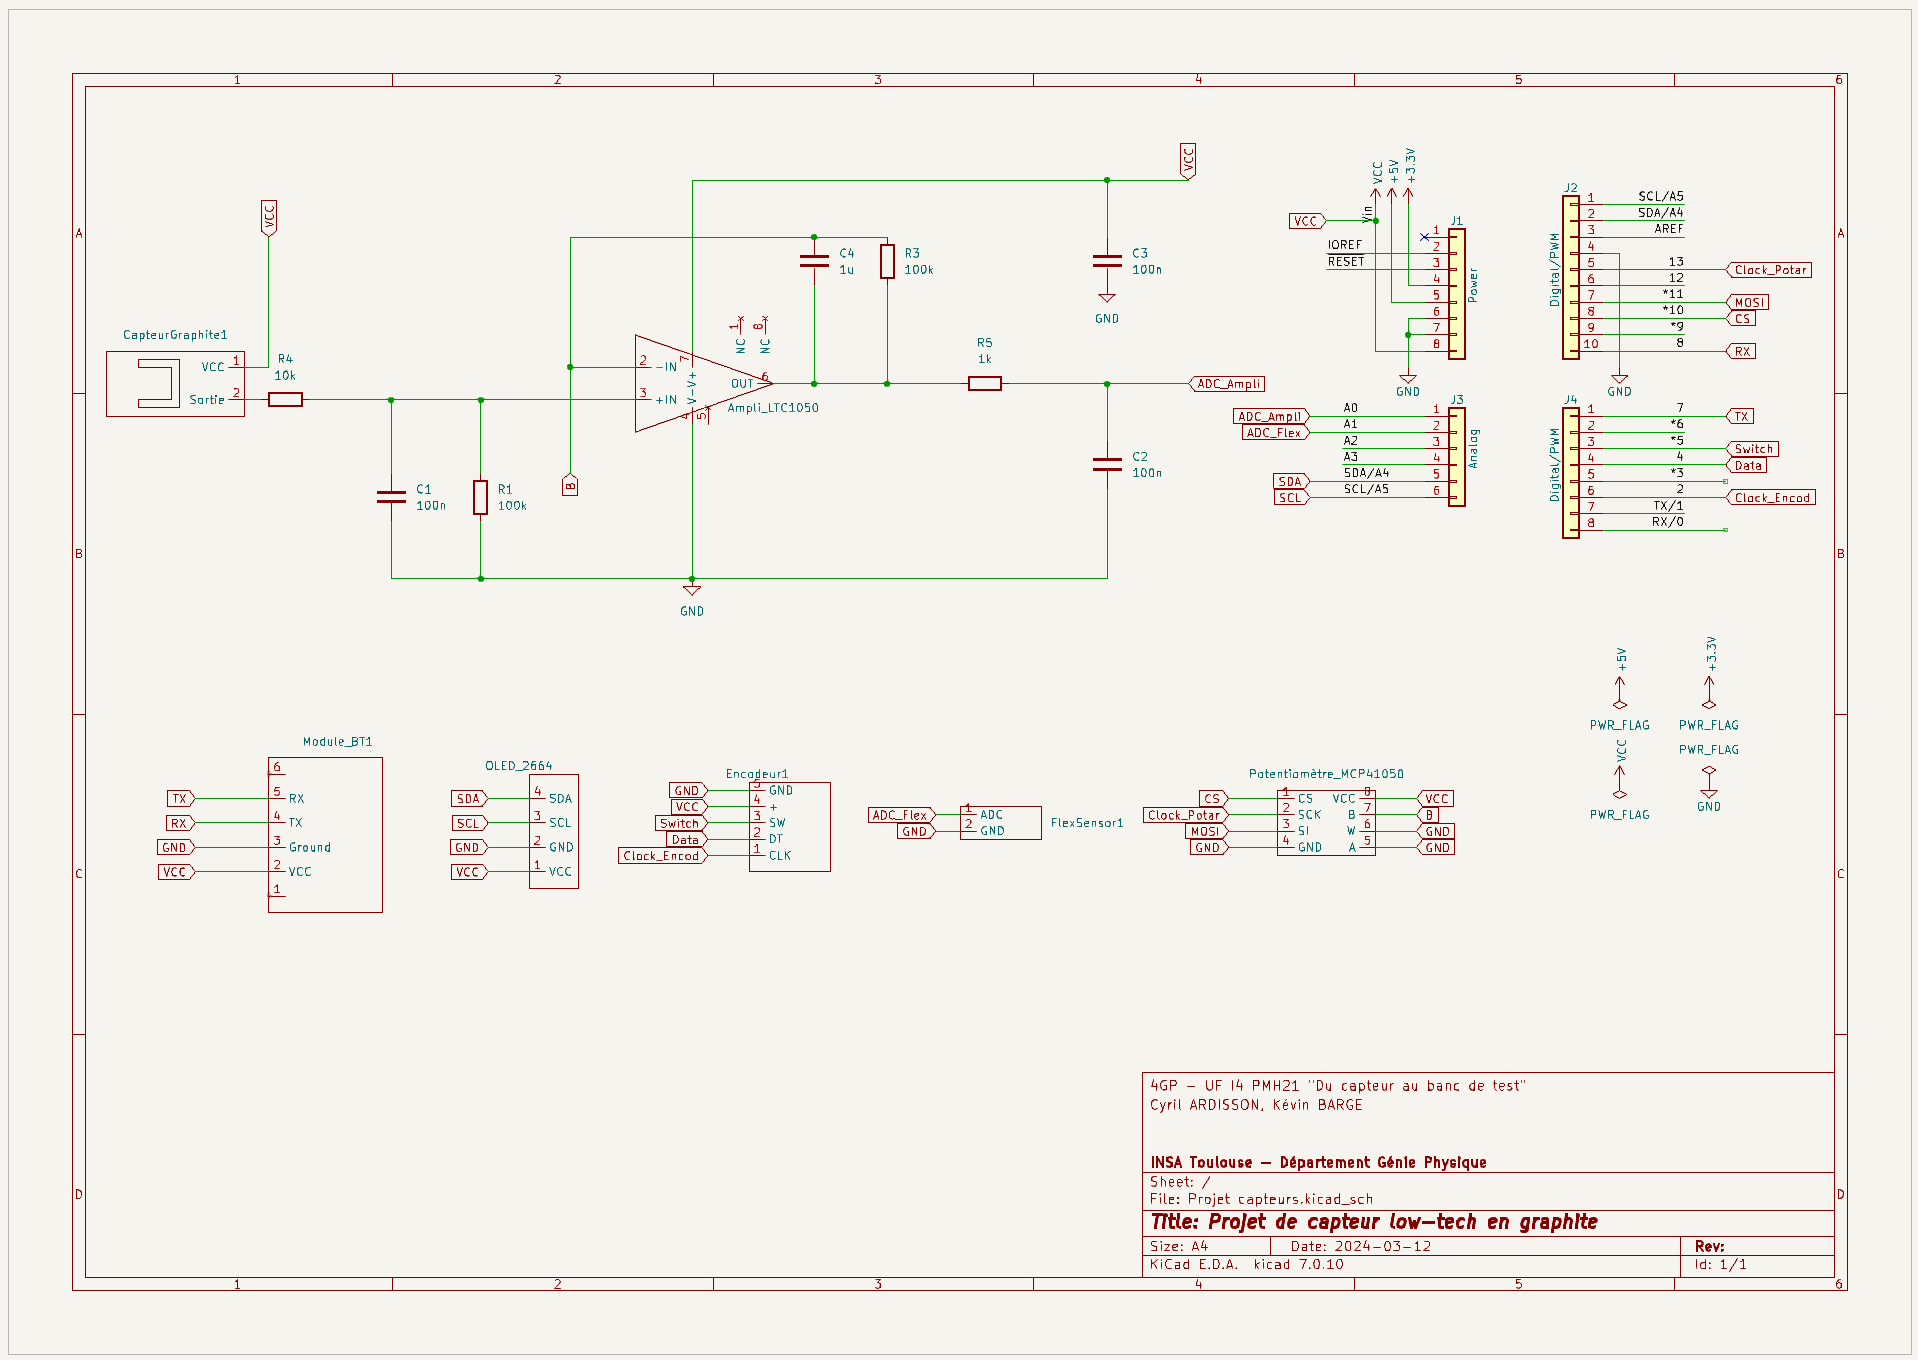 1 2 3 4 5 6
A
B
C
D
VCC
CapteurGraphite1
VCC 1
Sortie 2
R4
10k
C1
100n
R1
100k
B
2 -IN
3 +IN
7 V+
4 V-
5
OUT 6
Ampli_LTC1050
NC 1
NC 8
C4
1u
R3
100k
GND
R5
1k
VCC
C3
100n
GND
ADC_Ampli
C2
100n
VCC
+5V
+3.3V
VCC
Vin
IOREF
RESET
J1
Power
1
2
3
4
5
6
7
8
GND
J2
Digital/PWM
1 SCL/A5
2 SDA/A4
3 AREF
4
5 13 Clock_Potar
6 12
7 *11 MOSI
8 *10 CS
9 *9
10 8 RX
GND
J3
Analog
ADC_Ampli A0 1
ADC_Flex A1 2
A2 3
A3 4
SDA SDA/A4 5
SCL SCL/A5 6
J4
Digital/PWM
1 7 TX
2 *6
3 *5 Switch
4 4 Data
5 *3
6 2 Clock_Encod
7 TX/1
8 RX/0
+5V
PWR_FLAG
+3.3V
PWR_FLAG
VCC
PWR_FLAG
PWR_FLAG
GND
Module_BT1
6
TX 5 RX
RX 4 TX
GND 3 Ground
VCC 2 VCC
1
OLED_2664
SDA 4 SDA
SCL 3 SCL
GND 2 GND
VCC 1 VCC
Encodeur1
GND 5 GND
VCC 4 +
Switch 3 SW
Data 2 DT
Clock_Encod 1 CLK
ADC_Flex 1 ADC
GND 2 GND
FlexSensor1
Potentiomètre_MCP41050
CS 1 CS VCC 8 VCC
Clock_Potar 2 SCK B 7 B
MOSI 3 SI W 6 GND
GND 4 GND A 5 GND
4GP - UF I4 PMH21 "Du capteur au banc de test"
Cyril ARDISSON, Kévin BARGE
INSA Toulouse - Département Génie Physique
Sheet: /
File: Projet capteurs.kicad_sch
Title: Projet de capteur low-tech en graphite
Size: A4 Date: 2024-03-12 Rev:
KiCad E.D.A. kicad 7.0.10 Id: 1/1
A
B
C
D
1 2 3 4 5 6